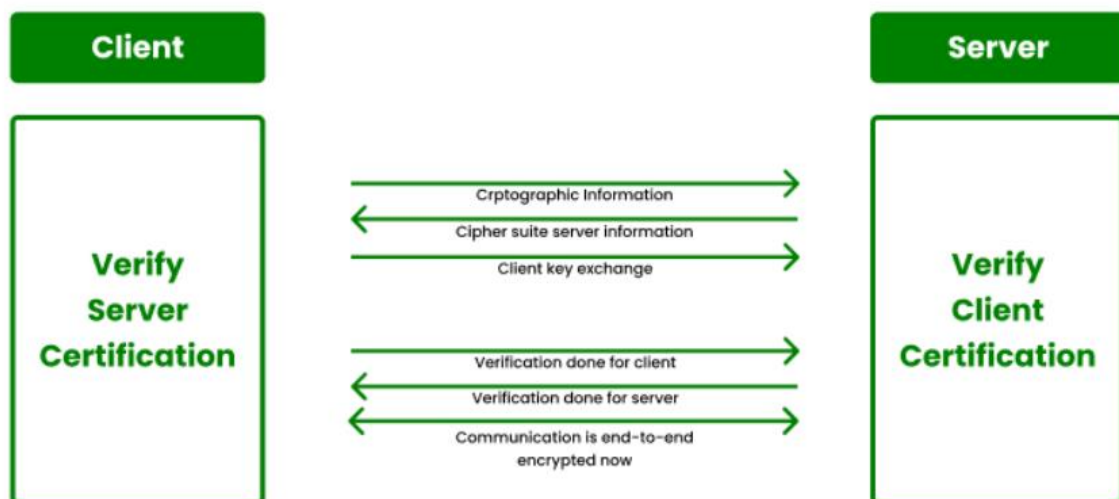 Client
Server
Verify
Server
Certification
Crptographic Information
Cipher suite server information
Client key exchange
Verification done for client
Verification done for server
Communication is end-to-end
encrypted now
Verify
Client
Certification